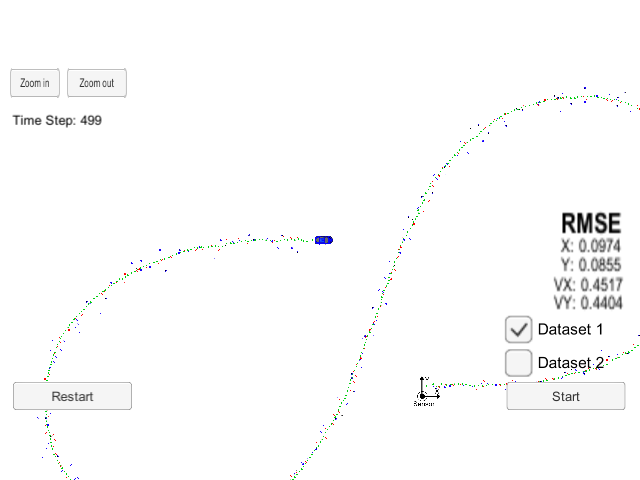 Zoom in
Zoom out
Time Step: 499
RMSE
X: 0.0974
Y: 0.0855
VX: 0.4517
VY: 0.4404
Dataset 1
Dataset 2
Restart
Sensor
Start